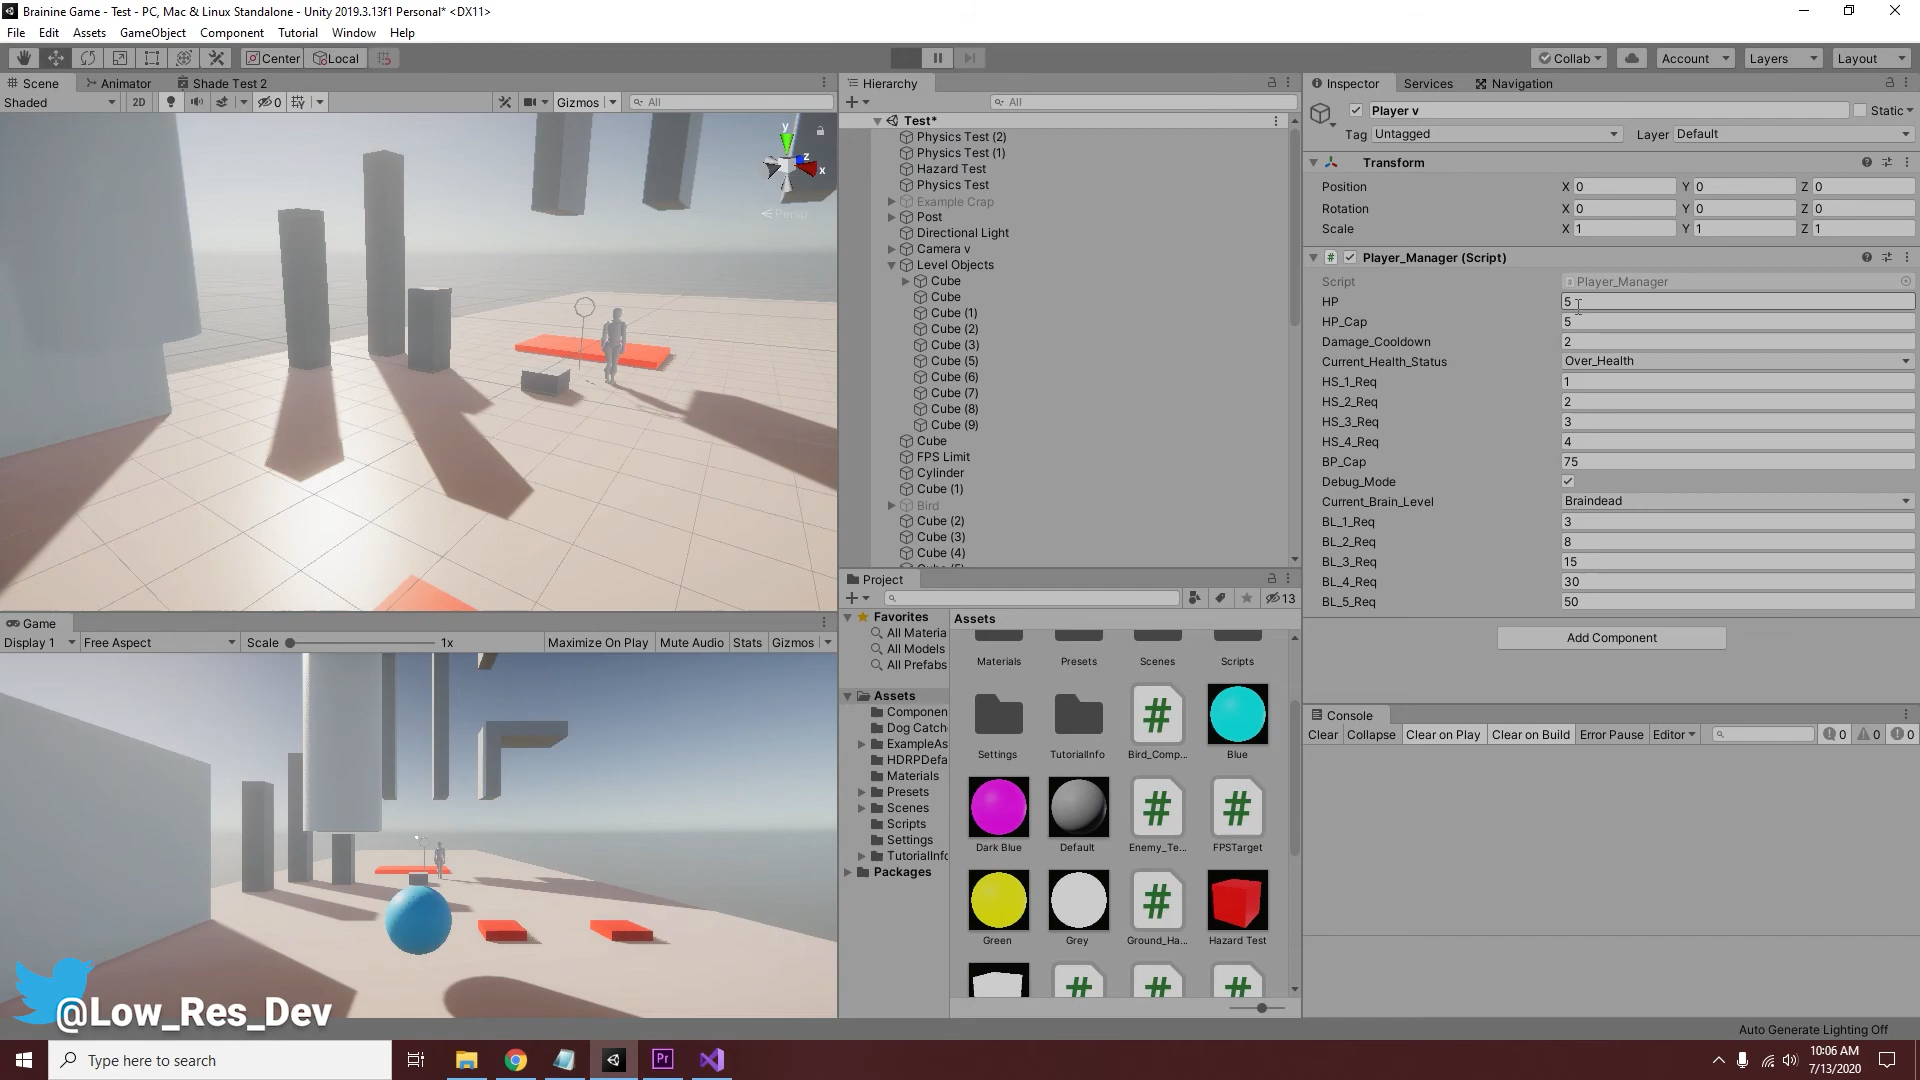 Brainine Game - Test - PC, Mac & Linux Standalone - Unity 2019.3.13f1 Personal* <DX11>
File Edit Assets GameObject Component Tutorial Window Help
Center Local
Collab Account Layers Layout
Scene Animator Shade Test 2
Shaded 2D 0 Gizmos All
y
z
x
Persp
Hierarchy
All
Test*
Physics Test (2)
Physics Test (1)
Hazard Test
Physics Test
Example Crap
Post
Directional Light
Camera v
Level Objects
Cube
Cube
Cube (1)
Cube (2)
Cube (3)
Cube (5)
Cube (6)
Cube (7)
Cube (8)
Cube (9)
Cube
FPS Limit
Cylinder
Cube (1)
Bird
Cube (2)
Cube (3)
Cube (4)
Inspector Services Navigation
Player v Static
Tag Untagged Layer Default
Transform
Position X 0 Y 0 Z 0
Rotation X 0 Y 0 Z 0
Scale X 1 Y 1 Z 1
# Player_Manager (Script)
Script Player_Manager
HP 5
HP_Cap 5
Damage_Cooldown 2
Current_Health_Status Over_Health
HS_1_Req 1
HS_2_Req 2
HS_3_Req 3
HS_4_Req 4
BP_Cap 75
Debug_Mode
Current_Brain_Level Braindead
BL_1_Req 3
BL_2_Req 8
BL_3_Req 15
BL_4_Req 30
BL_5_Req 50
Add Component
Game
Display 1 Free Aspect Scale 1x Maximize On Play Mute Audio Stats Gizmos
Project
13
Favorites
All Materia
All Models
All Prefabs
Assets
Componen
Dog Catch
ExampleAs
HDRPDefa
Materials
Presets
Scenes
Scripts
Settings
TutorialInfo
Packages
Assets
Materials Presets Scenes Scripts
# Settings TutorialInfo Bird_Comp... Blue
# #
Dark Blue Default Enemy_Te... FPSTarget
#
Green Grey Ground_Ha... Hazard Test
# # #
Console
Clear Collapse Clear on Play Clear on Build Error Pause Editor 0 0 0
@Low_Res_Dev
Auto Generate Lighting Off
Type here to search
Pr
10:06 AM
7/13/2020